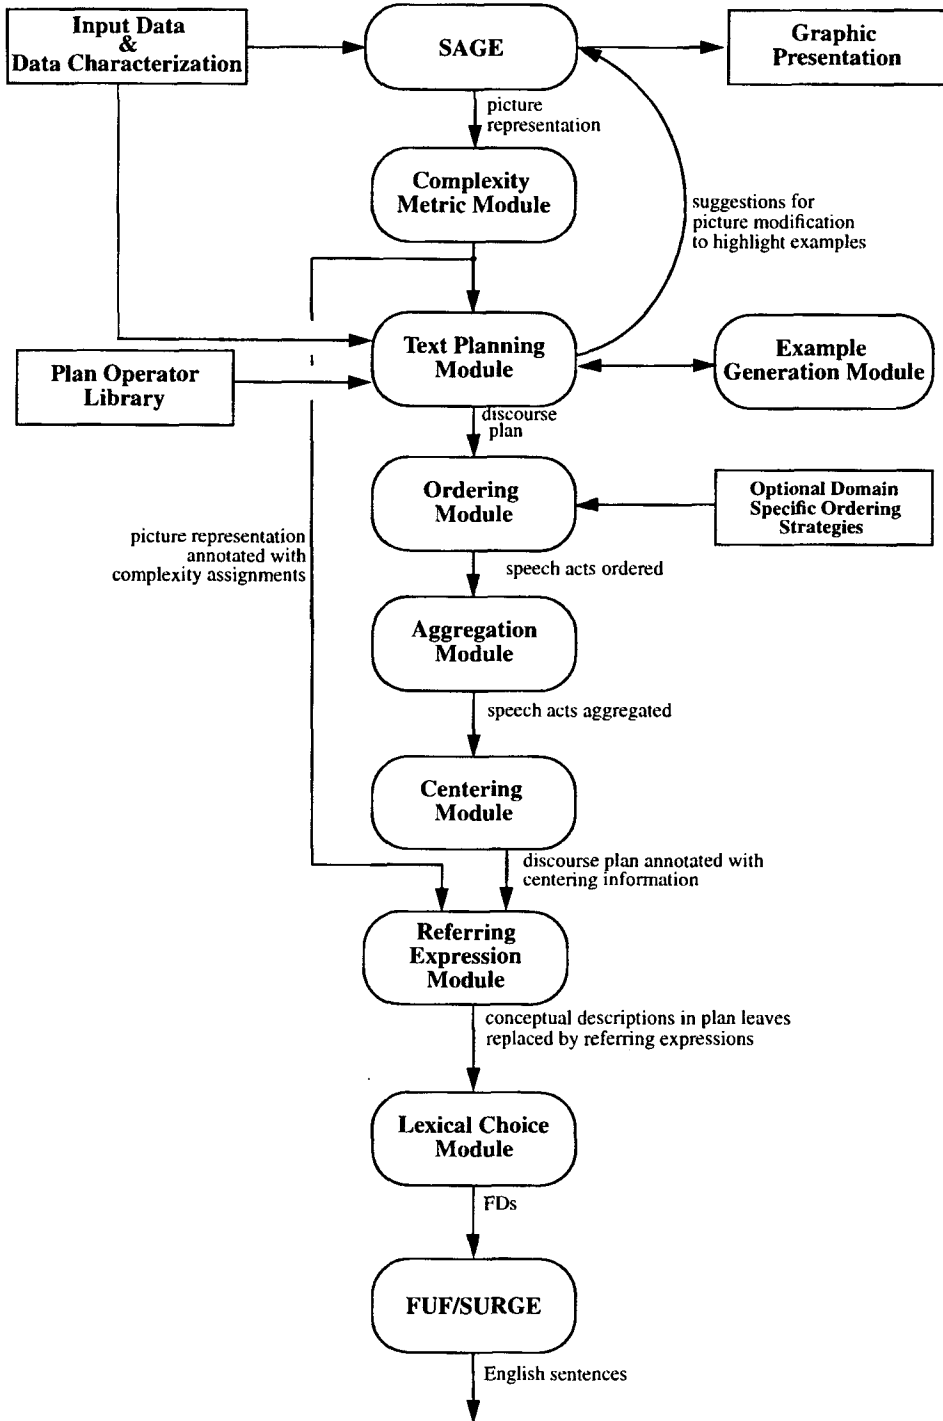 Input Data
&
Data Characterization
SAGE
Graphic
Presentation
picture
representation
Complexity
Metric Module
suggestions for
picture modification
to highlight examples
Text Planning
Module
Example
Generation Module
Plan Operator
Library
discourse
plan
Ordering
Module
Optional Domain
Specific Ordering
Strategies
picture representation
annotated with
complexity assignments
speech acts ordered
Aggregation
Module
speech acts aggregated
Centering
Module
discourse plan annotated with
centering information
Referring
Expression
Module
conceptual descriptions in plan leaves
replaced by referring expressions
Lexical Choice
Module
FDs
FUF/SURGE
English sentences